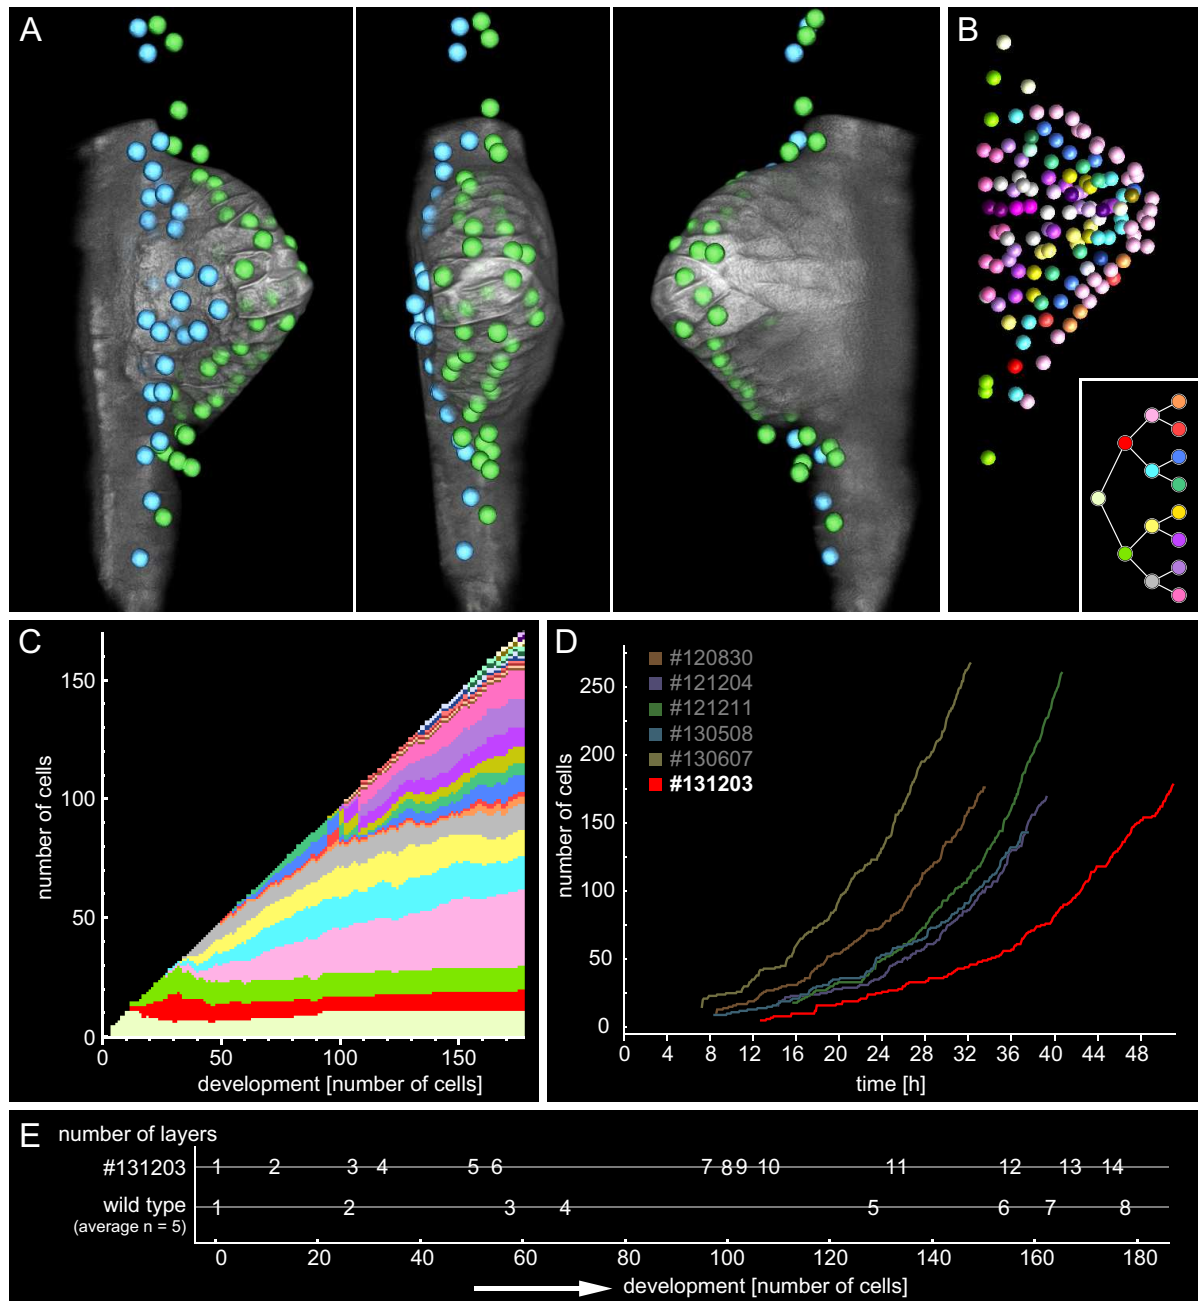 A
B
C
150
100
50
0
number of cells
0 50 100 150
development [number of cells]
D
#120830
#121204
#121211
#130508
#130607
#131203
250
200
150
100
50
0
number of cells
0 4 8 12 16 20 24 28 32 36 40 44 48
time [h]
E
number of layers
#131203 1 2 3 4 5 6 7 8 9 10 11 12 13 14
wild type 1 2 3 4 5 6 7 8
(average n = 5)
0 20 40 60 80 100 120 140 160 180
development [number of cells]